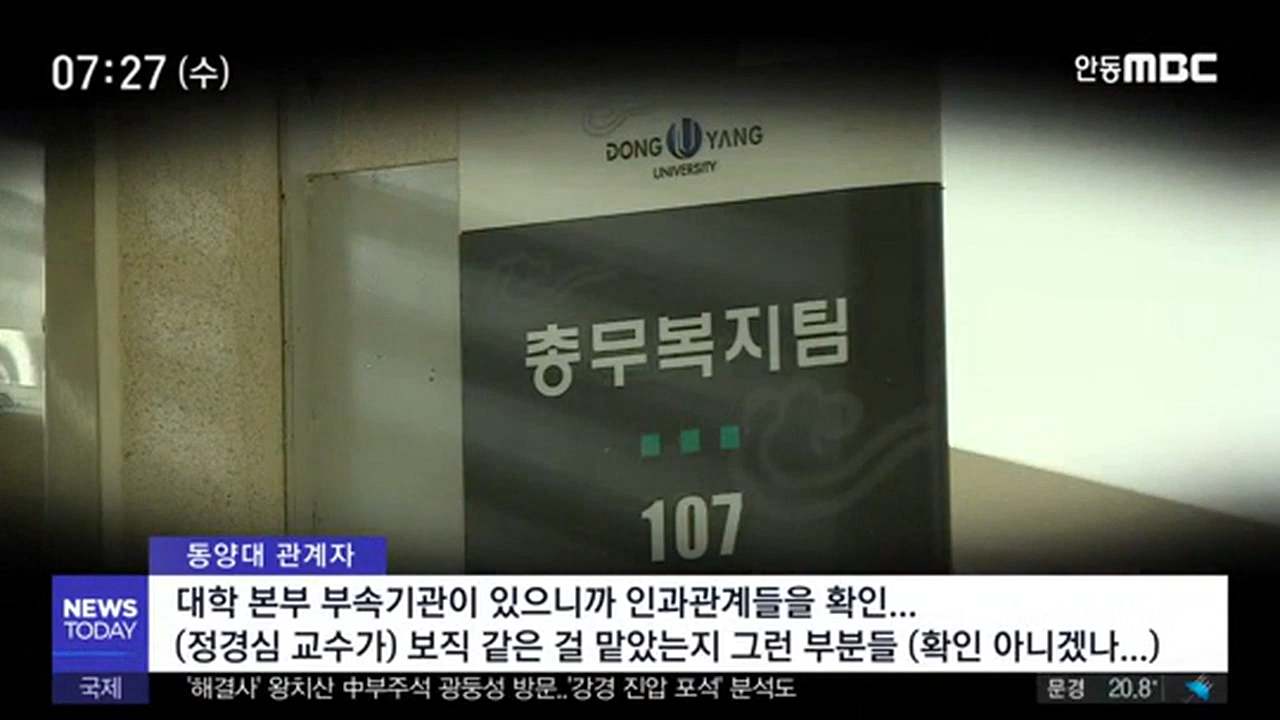 07:27 (수)
안동MBC
DONG YANG
UNIVERSITY
총무복지팀
107
동양대 관계자
NEWS
TODAY
대학 본부 부속기관이 있으니까 인과관계들을 확인...
(정경심 교수가) 보직 같은 걸 맡았는지 그런 부분들 (확인 아니겠나...)
국제
'해결사' 왕치산 中부주석 광둥성 방문..'강경 진압 포석' 분석도
문경 20.8°